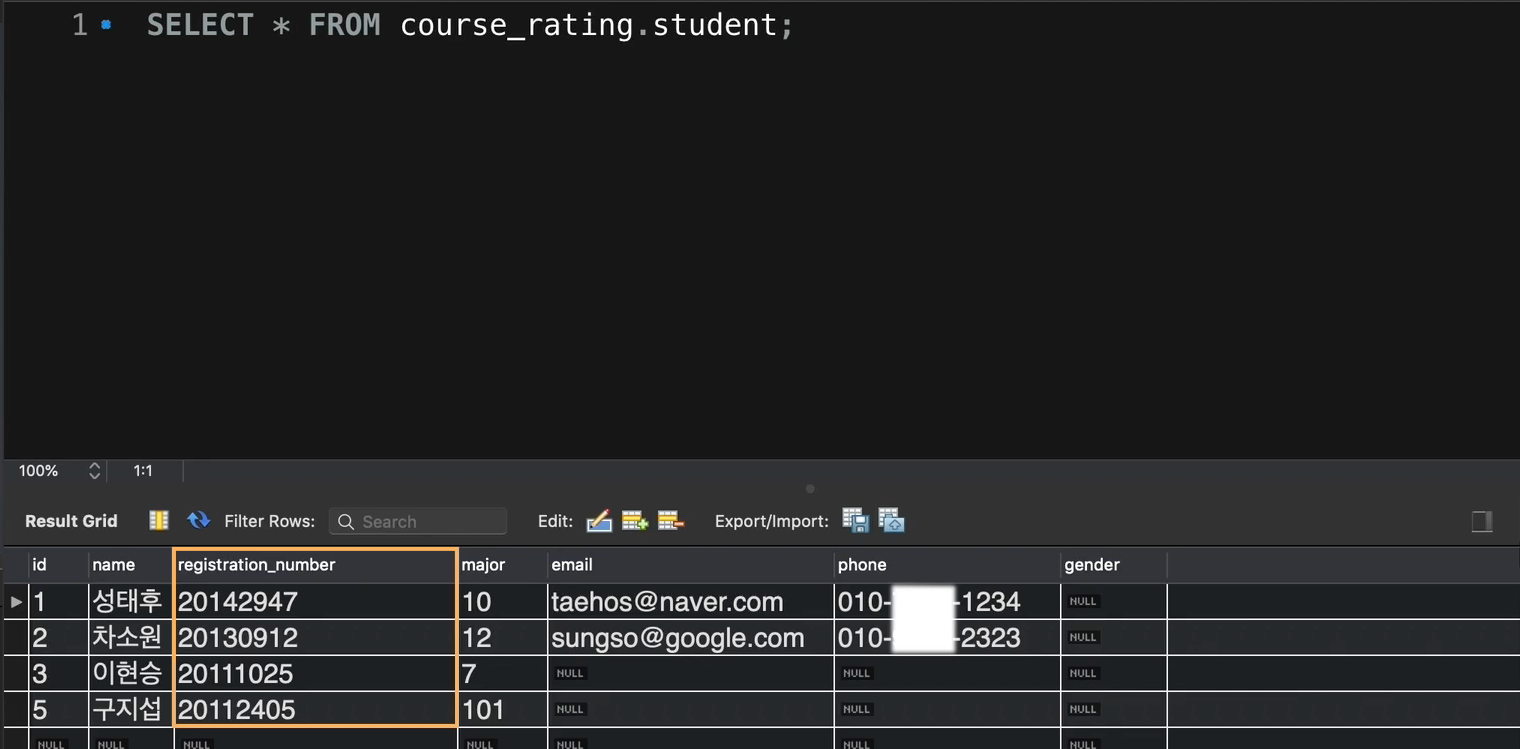 1 SELECT * FROM course_rating.student;
100% 1:1
Result Grid Filter Rows: Search Edit: Export/Import:
id name registration_number major email phone gender
1 성태후 20142947 10 taehos@naver.com 010- -1234 NULL
2 차소원 20130912 12 sungso@google.com 010- -2323 NULL
3 이현승 20111025 7 NULL NULL NULL
5 구지섭 20112405 101 NULL NULL NULL
NULL NULL NULL NULL NULL NULL NULL